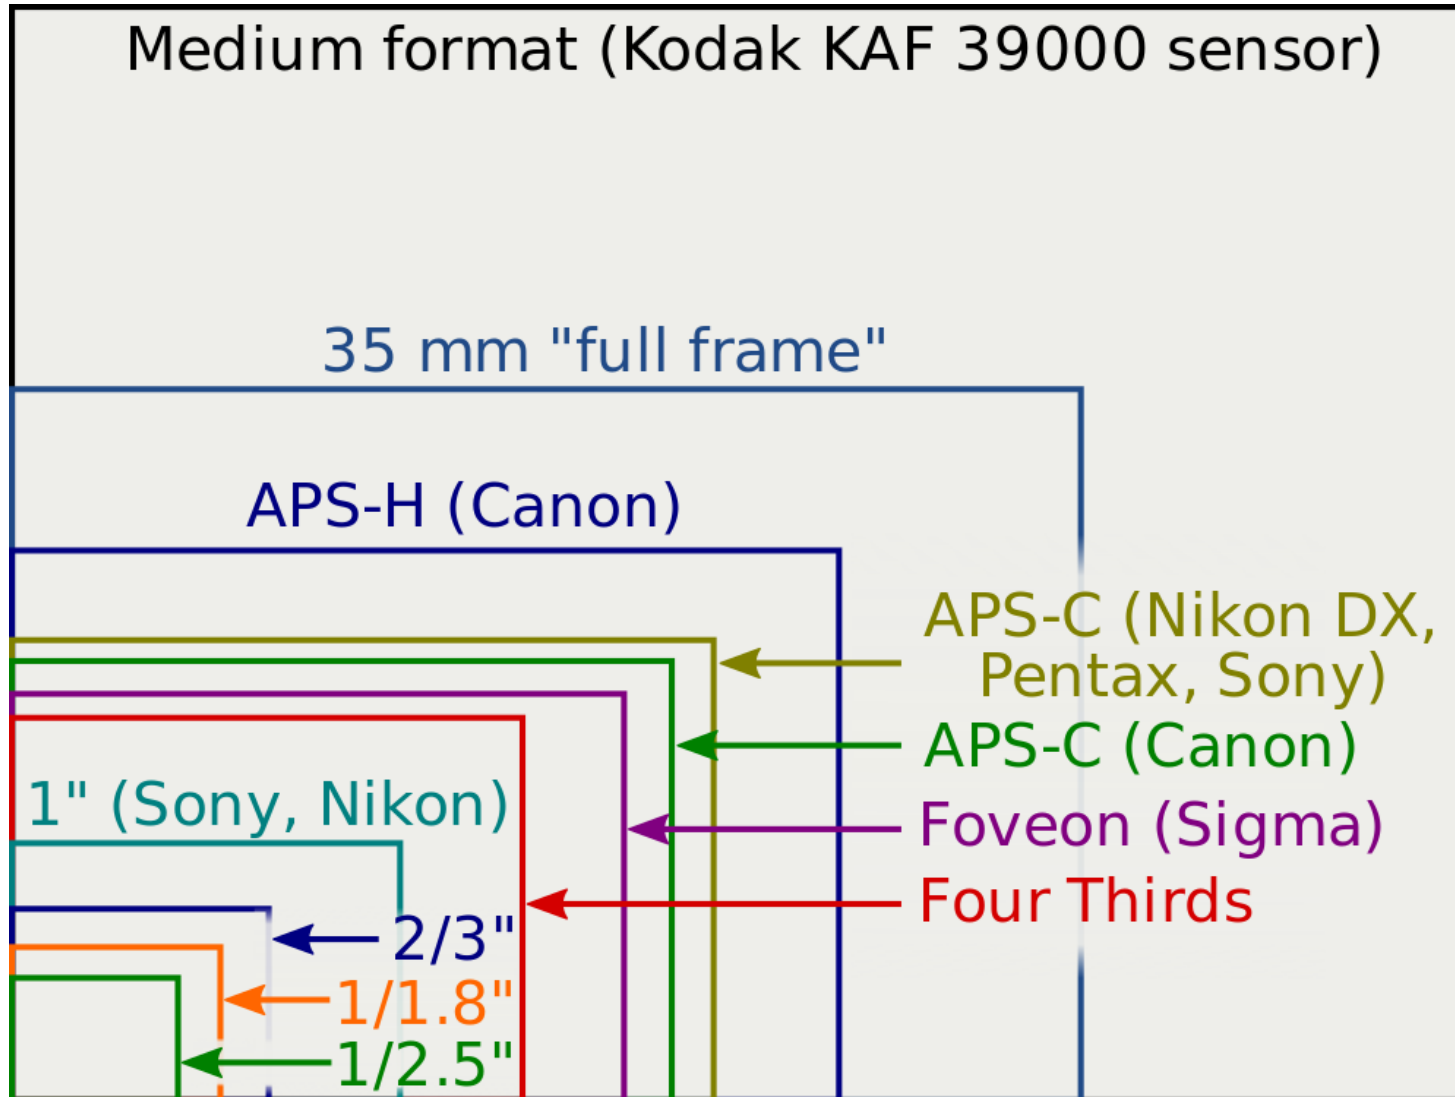 Medium format (Kodak KAF 39000 sensor)
35 mm "full frame"
APS-H (Canon)
APS-C (Nikon DX,
Pentax, Sony)
APS-C (Canon)
Foveon (Sigma)
Four Thirds
1" (Sony, Nikon)
2/3"
1/1.8"
1/2.5"